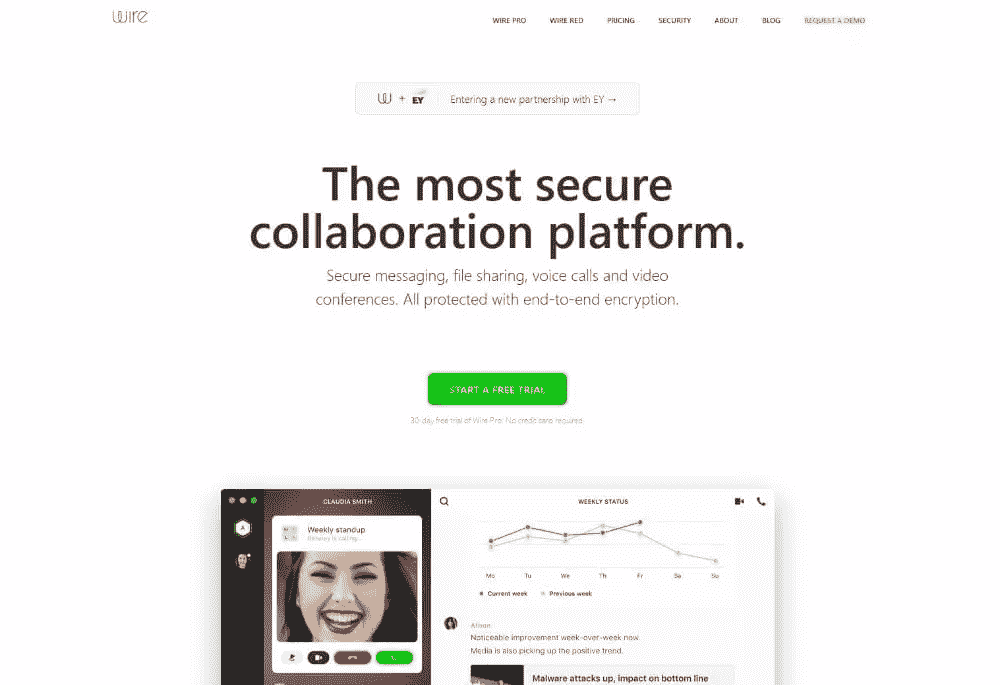 wire
WIRE PRO WIRE RED PRICING SECURITY ABOUT BLOG REQUEST A DEMO
W + EY Entering a new partnership with EY →
The most secure
collaboration platform.
Secure messaging, file sharing, voice calls and video
conferences. All protected with end-to-end encryption.
START A FREE TRIAL
30-day free trial of Wire Pro. No credit card required.
CLAUDIA SMITH
WEEKLY STATUS
A
Weekly standup
is calling...
Mo Tu We Th Fr Sa Su
Current week Previous week
Alison
Noticeable improvement week-over-week now.
Media is also picking up the positive trend.
Malware attacks up, impact on bottom line